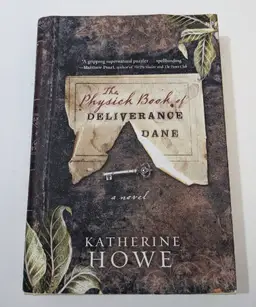 "A gripping supernatural puzzler ... spellbinding."
The
Physick Book of
DELIVERANCE
DANE
a novel
KATHERINE
HOWE